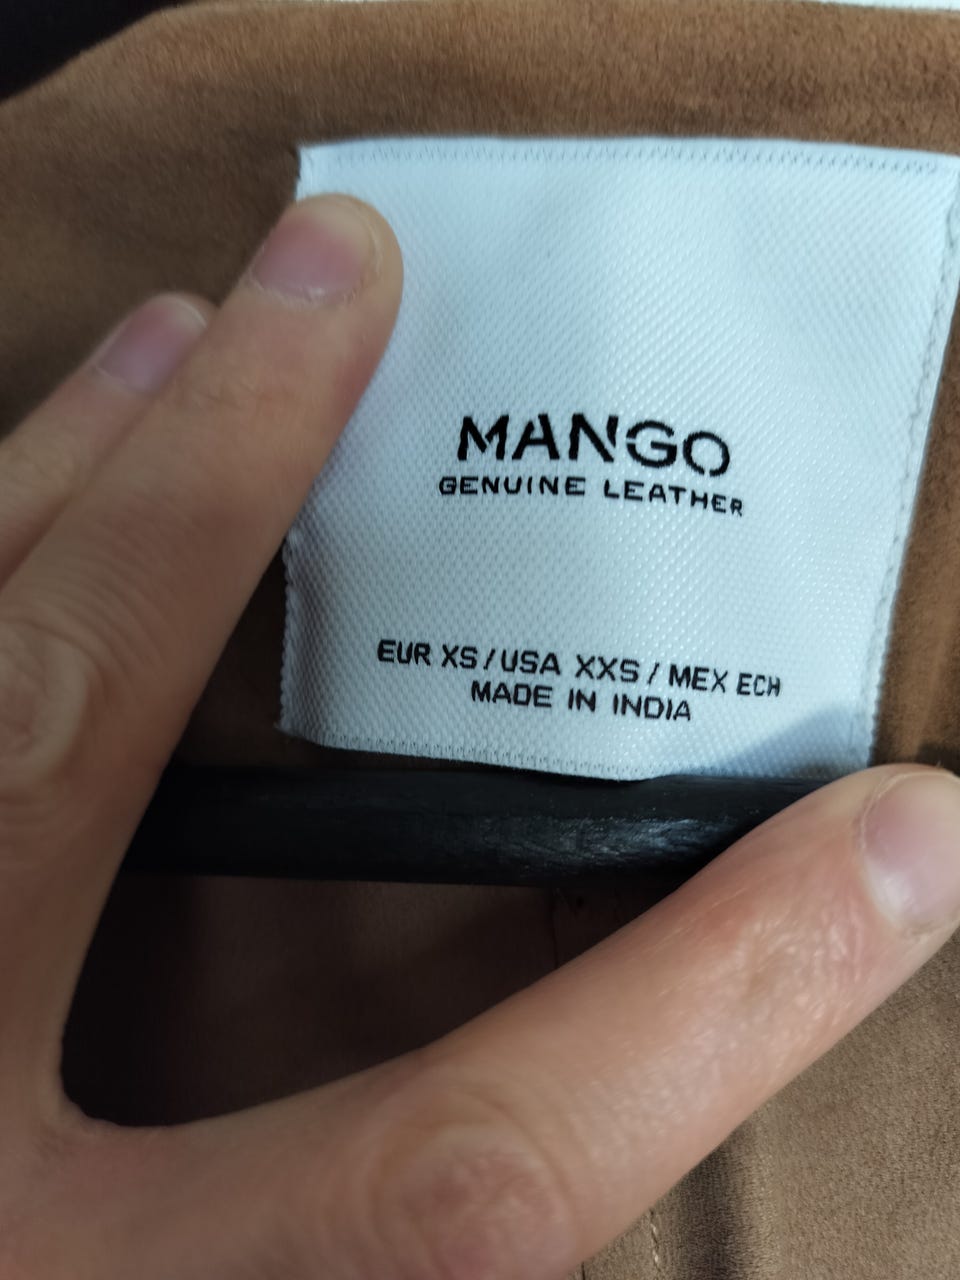 MANGO
GENUINE LEATHER
EUR XS / USA XXS / MEX ECH
MADE IN INDIA